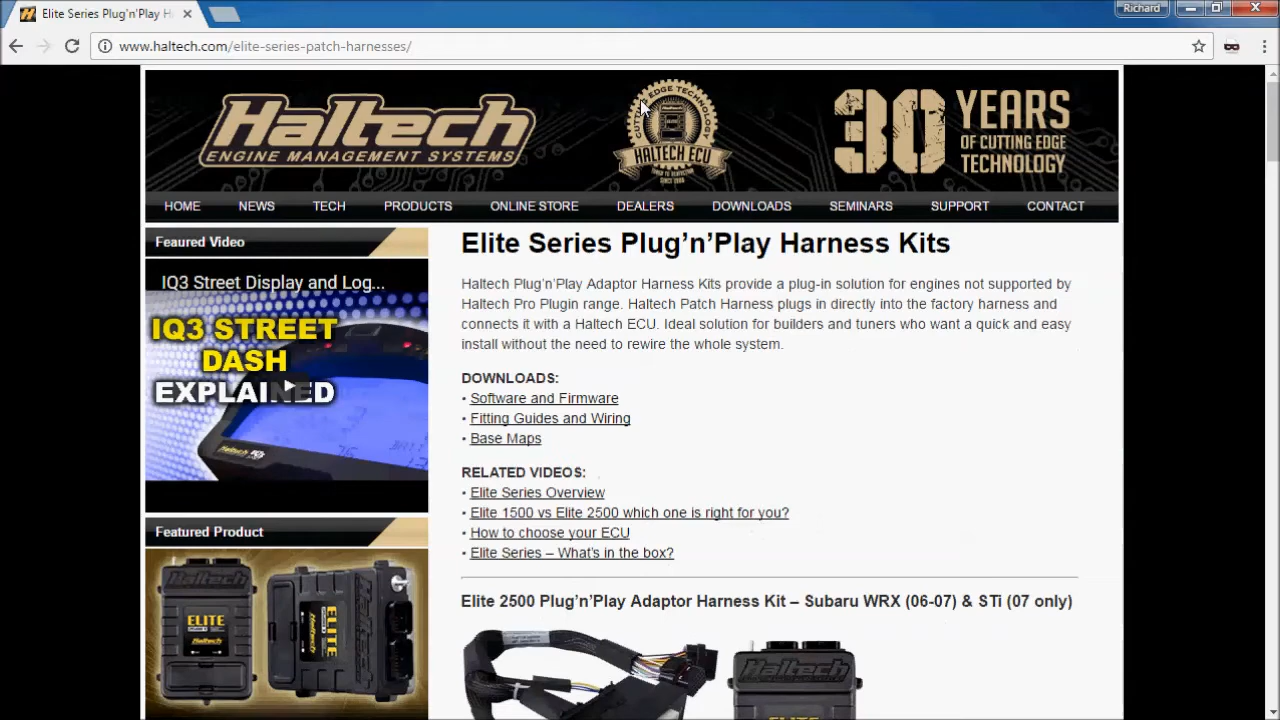 Elite Series Plug'n'Play H
Richard
www.haltech.com/elite-series-patch-harnesses/
Haltech
ENGINE MANAGEMENT SYSTEMS
CUTTING EDGE TECHNOLOGY
HALTECH ECU
30 YEARS
OF CUTTING EDGE
TECHNOLOGY
HOME NEWS TECH PRODUCTS ONLINE STORE DEALERS DOWNLOADS SEMINARS SUPPORT CONTACT
Feaured Video
IQ3 Street Display and Log...
IQ3 STREET
DASH
EXPLAINED
Featured Product
Haltech
ELITE
Haltech
ELITE
Elite Series Plug’n’Play Harness Kits
Haltech Plug’n’Play Adaptor Harness Kits provide a plug-in solution for engines not supported by
Haltech Pro Plugin range. Haltech Patch Harness plugs in directly into the factory harness and
connects it with a Haltech ECU. Ideal solution for builders and tuners who want a quick and easy
install without the need to rewire the whole system.
DOWNLOADS:
• Software and Firmware
• Fitting Guides and Wiring
• Base Maps
RELATED VIDEOS:
• Elite Series Overview
• Elite 1500 vs Elite 2500 which one is right for you?
• How to choose your ECU
• Elite Series – What’s in the box?
Elite 2500 Plug’n’Play Adaptor Harness Kit – Subaru WRX (06-07) & STi (07 only)
Haltech
ELITE